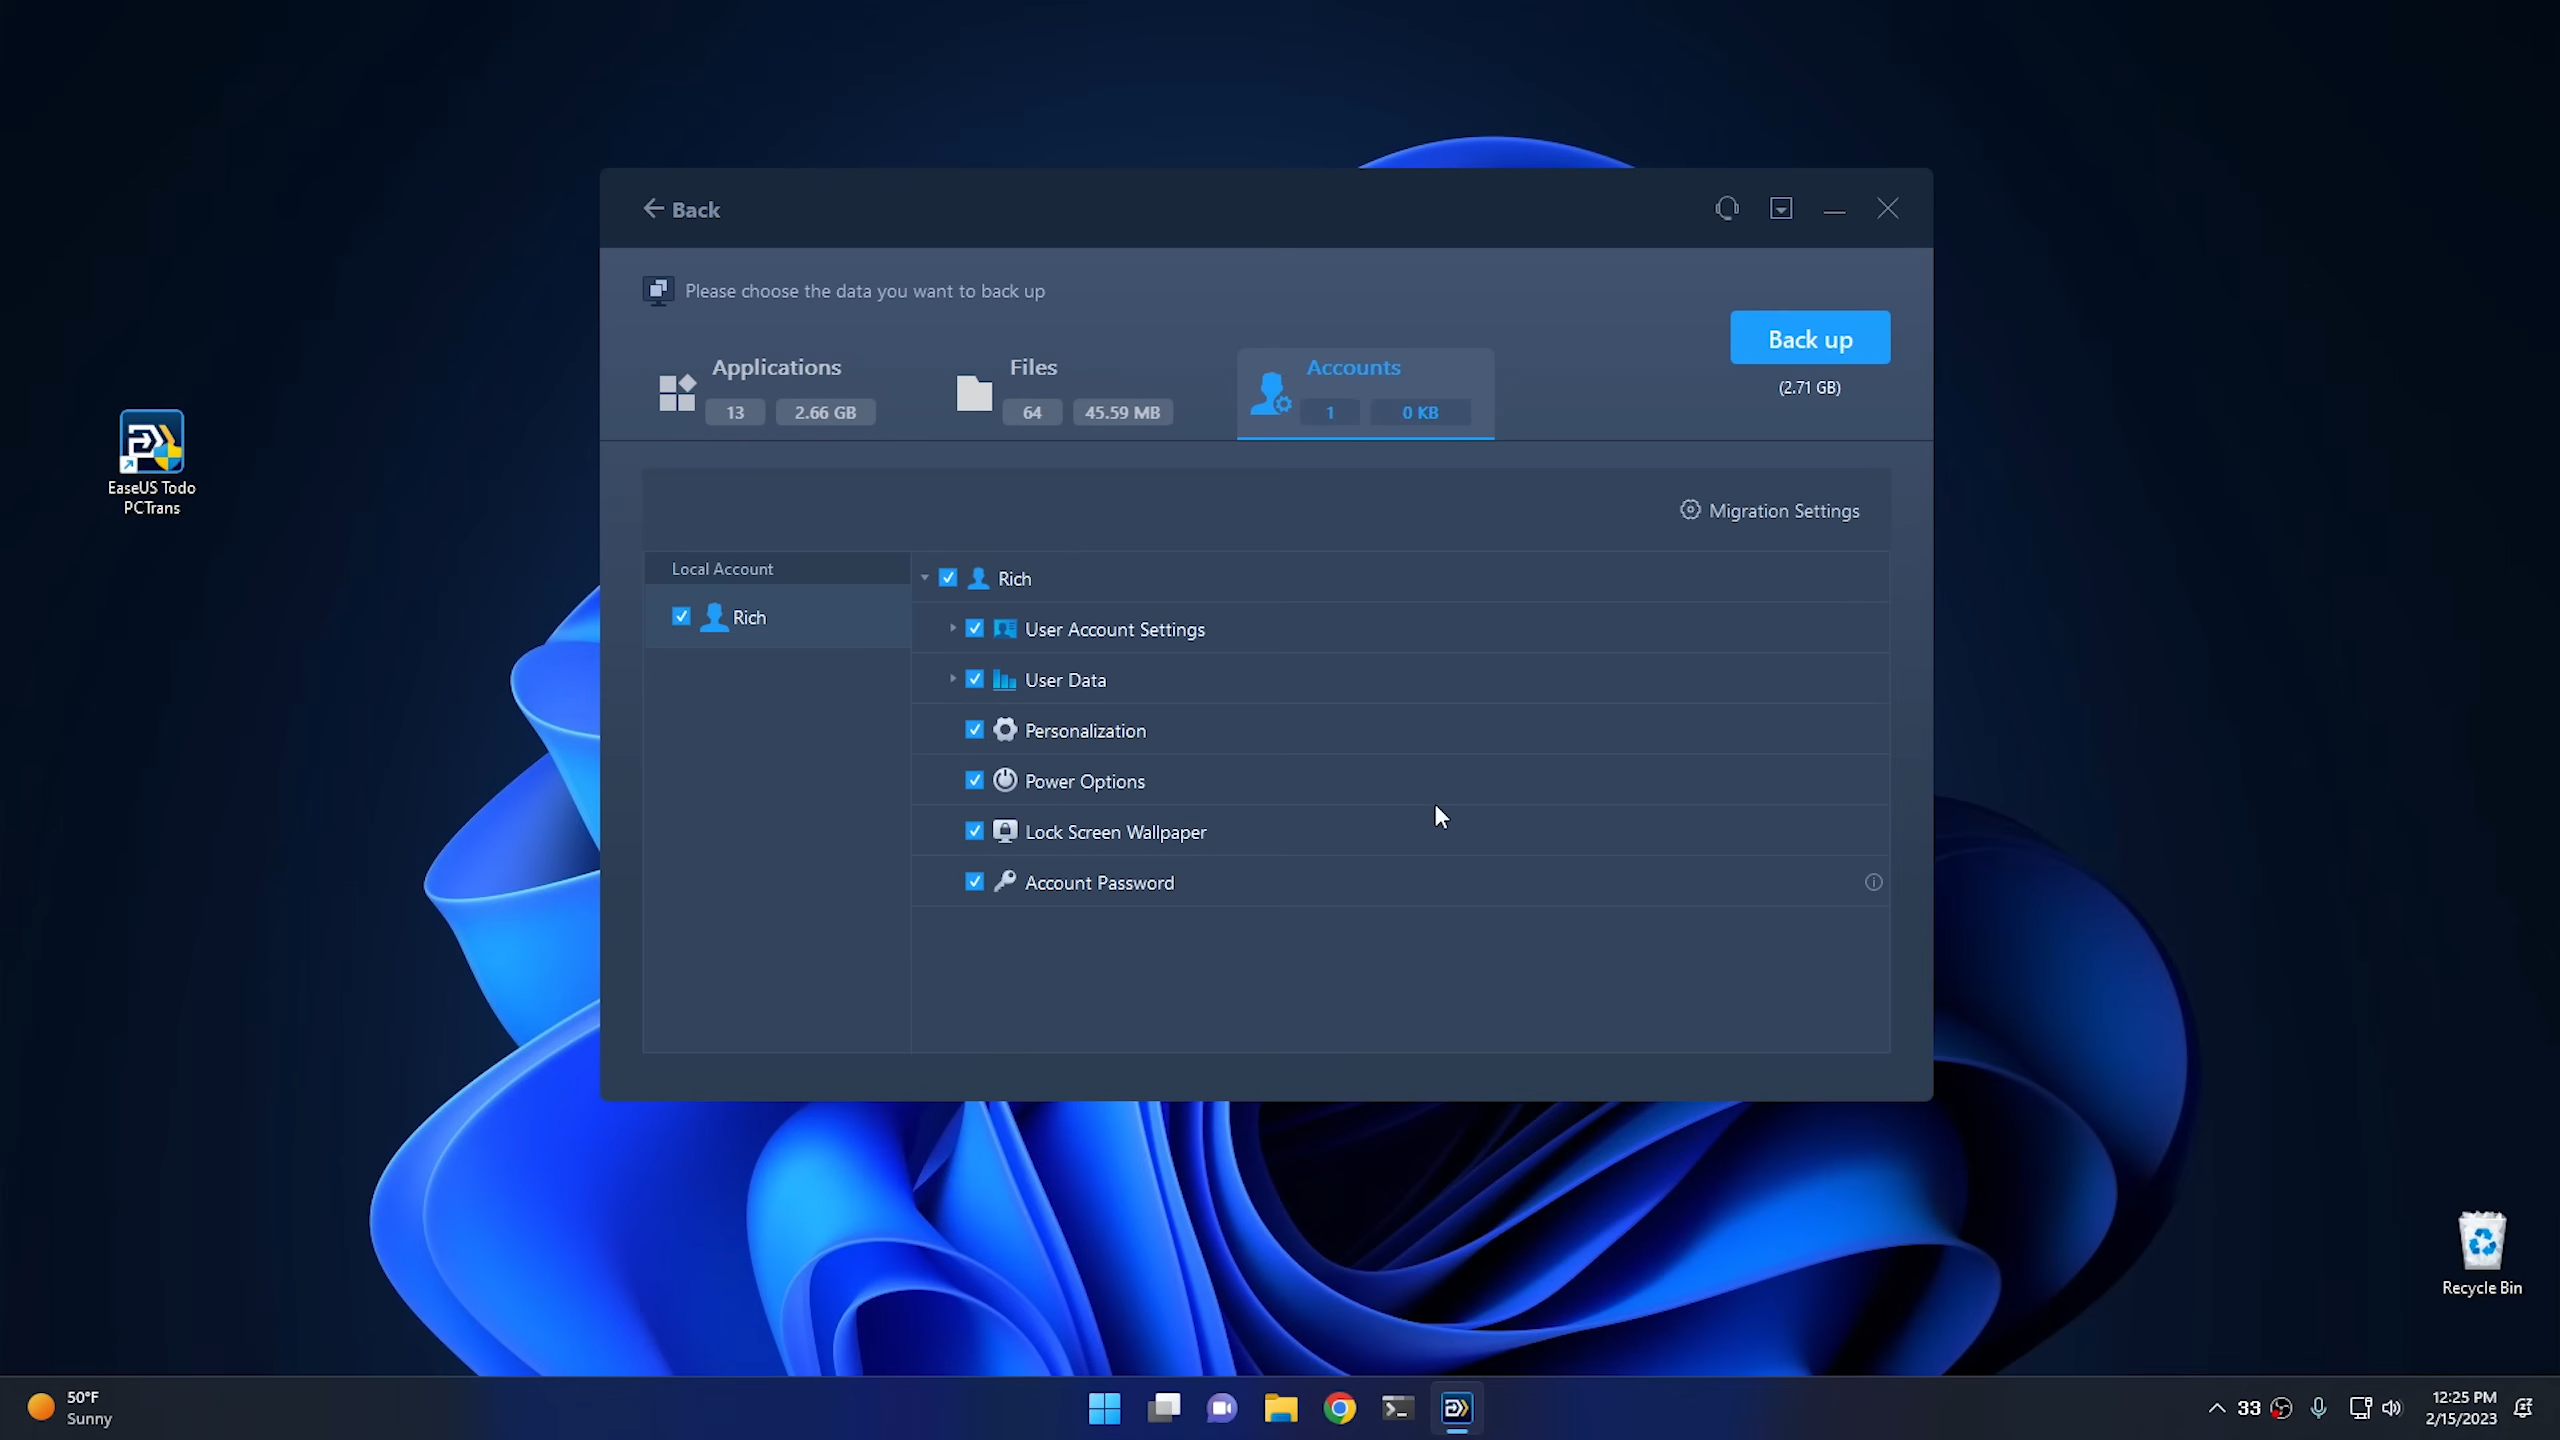 Back
Please choose the data you want to back up
Back up
(2.71 GB)
Applications
13
2.66 GB
Files
64
45.59 MB
Accounts
1
0 KB
Migration Settings
Local Account
Rich
Rich
User Account Settings
User Data
Personalization
Power Options
Lock Screen Wallpaper
Account Password
EaseUS Todo
PCTrans
Recycle Bin
50°F
Sunny
33
12:25 PM
2/15/2023